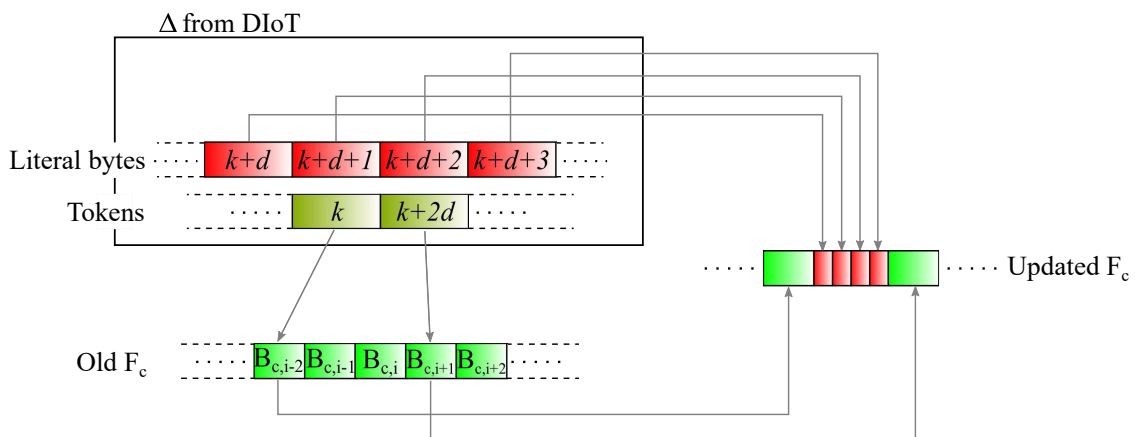 Δ from DIoT
Literal bytes ····· k+d k+d+1 k+d+2 k+d+3 ·····
Tokens ····· k k+2d ·····
····· ····· Updated F_c
Old F_c ····· B_c,i-2 B_c,i-1 B_c,i B_c,i+1 B_c,i+2 ·····